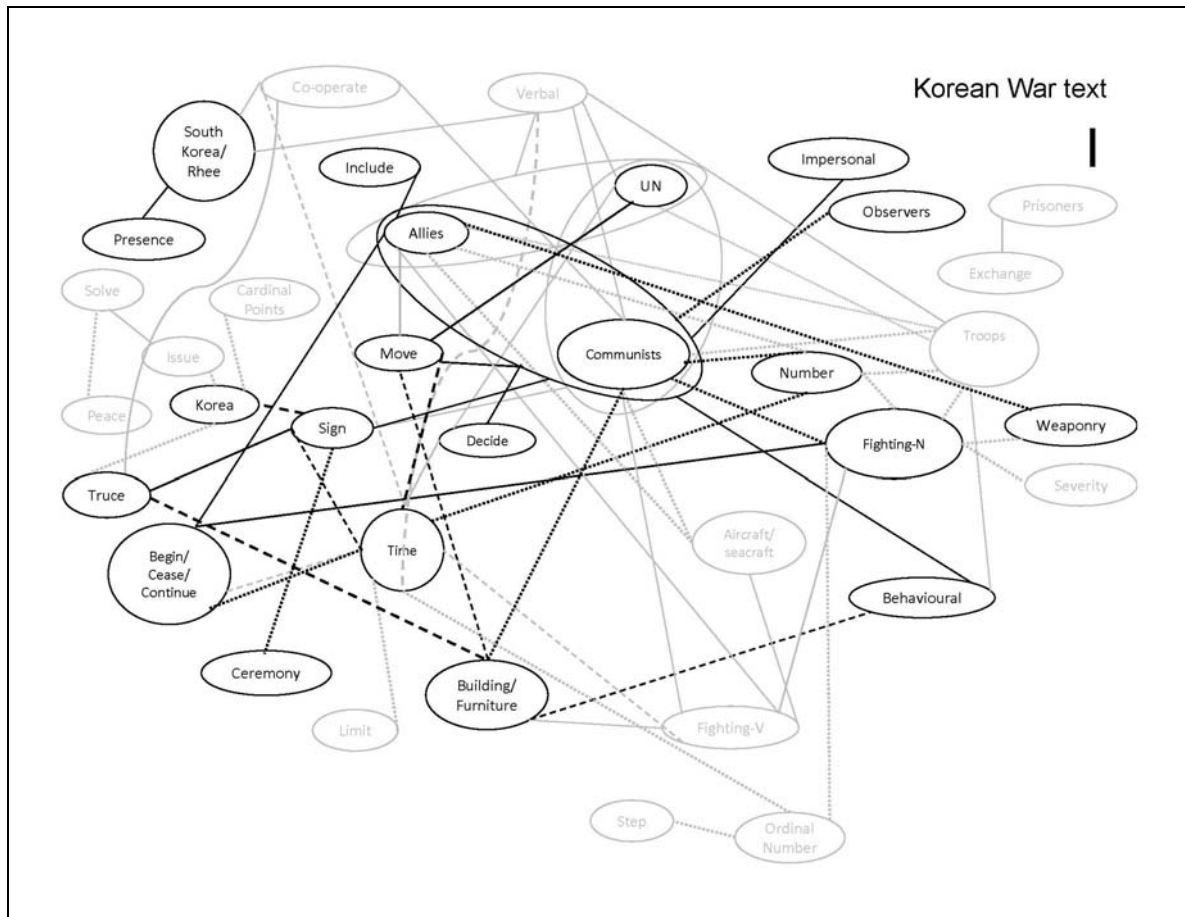 Korean War text
I
Co-operate
Verbal
South
Korea/
Rhee
Include
UN
Impersonal
Observers
Prisoners
Presence
Allies
Exchange
Solve
Cardinal
Points
Issue
Move
Communists
Number
Troops
Peace
Korea
Sign
Decide
Fighting-N
Weaponry
Truce
Severity
Begin/
Cease/
Continue
Time
Aircraft/
seacraft
Behavioural
Ceremony
Building/
Furniture
Limit
Fighting-V
Step
Ordinal
Number